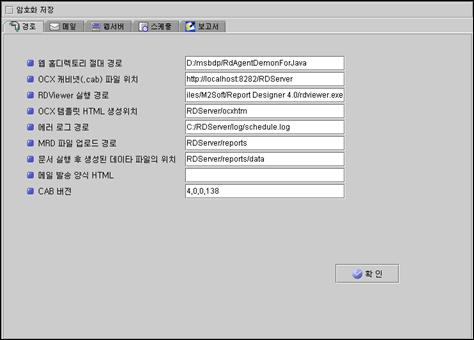 암호화 저장
경로 메일 웹서버 스케쥴 보고서
웹 홈디렉토리 절대 경로 D:/msbdp/RdAgentDemonForJava
OCX 캐비넷(.cab) 파일 위치 http://localhost:8282/RDServer
RDViewer 실행 경로 iles/M2Soft/Report Designer 4.0/rdviewer.exe
OCX 템플릿 HTML 생성위치 RDServer/ocxhtm
에러 로그 경로 C:/RDServer/log/schedule.log
MRD 파일 업로드 경로 RDServer/reports
문서 실행 후 생성된 데이타 파일의 위치 RDServer/reports/data
메일 발송 양식 HTML
CAB 버전 4,0,0,138
확 인